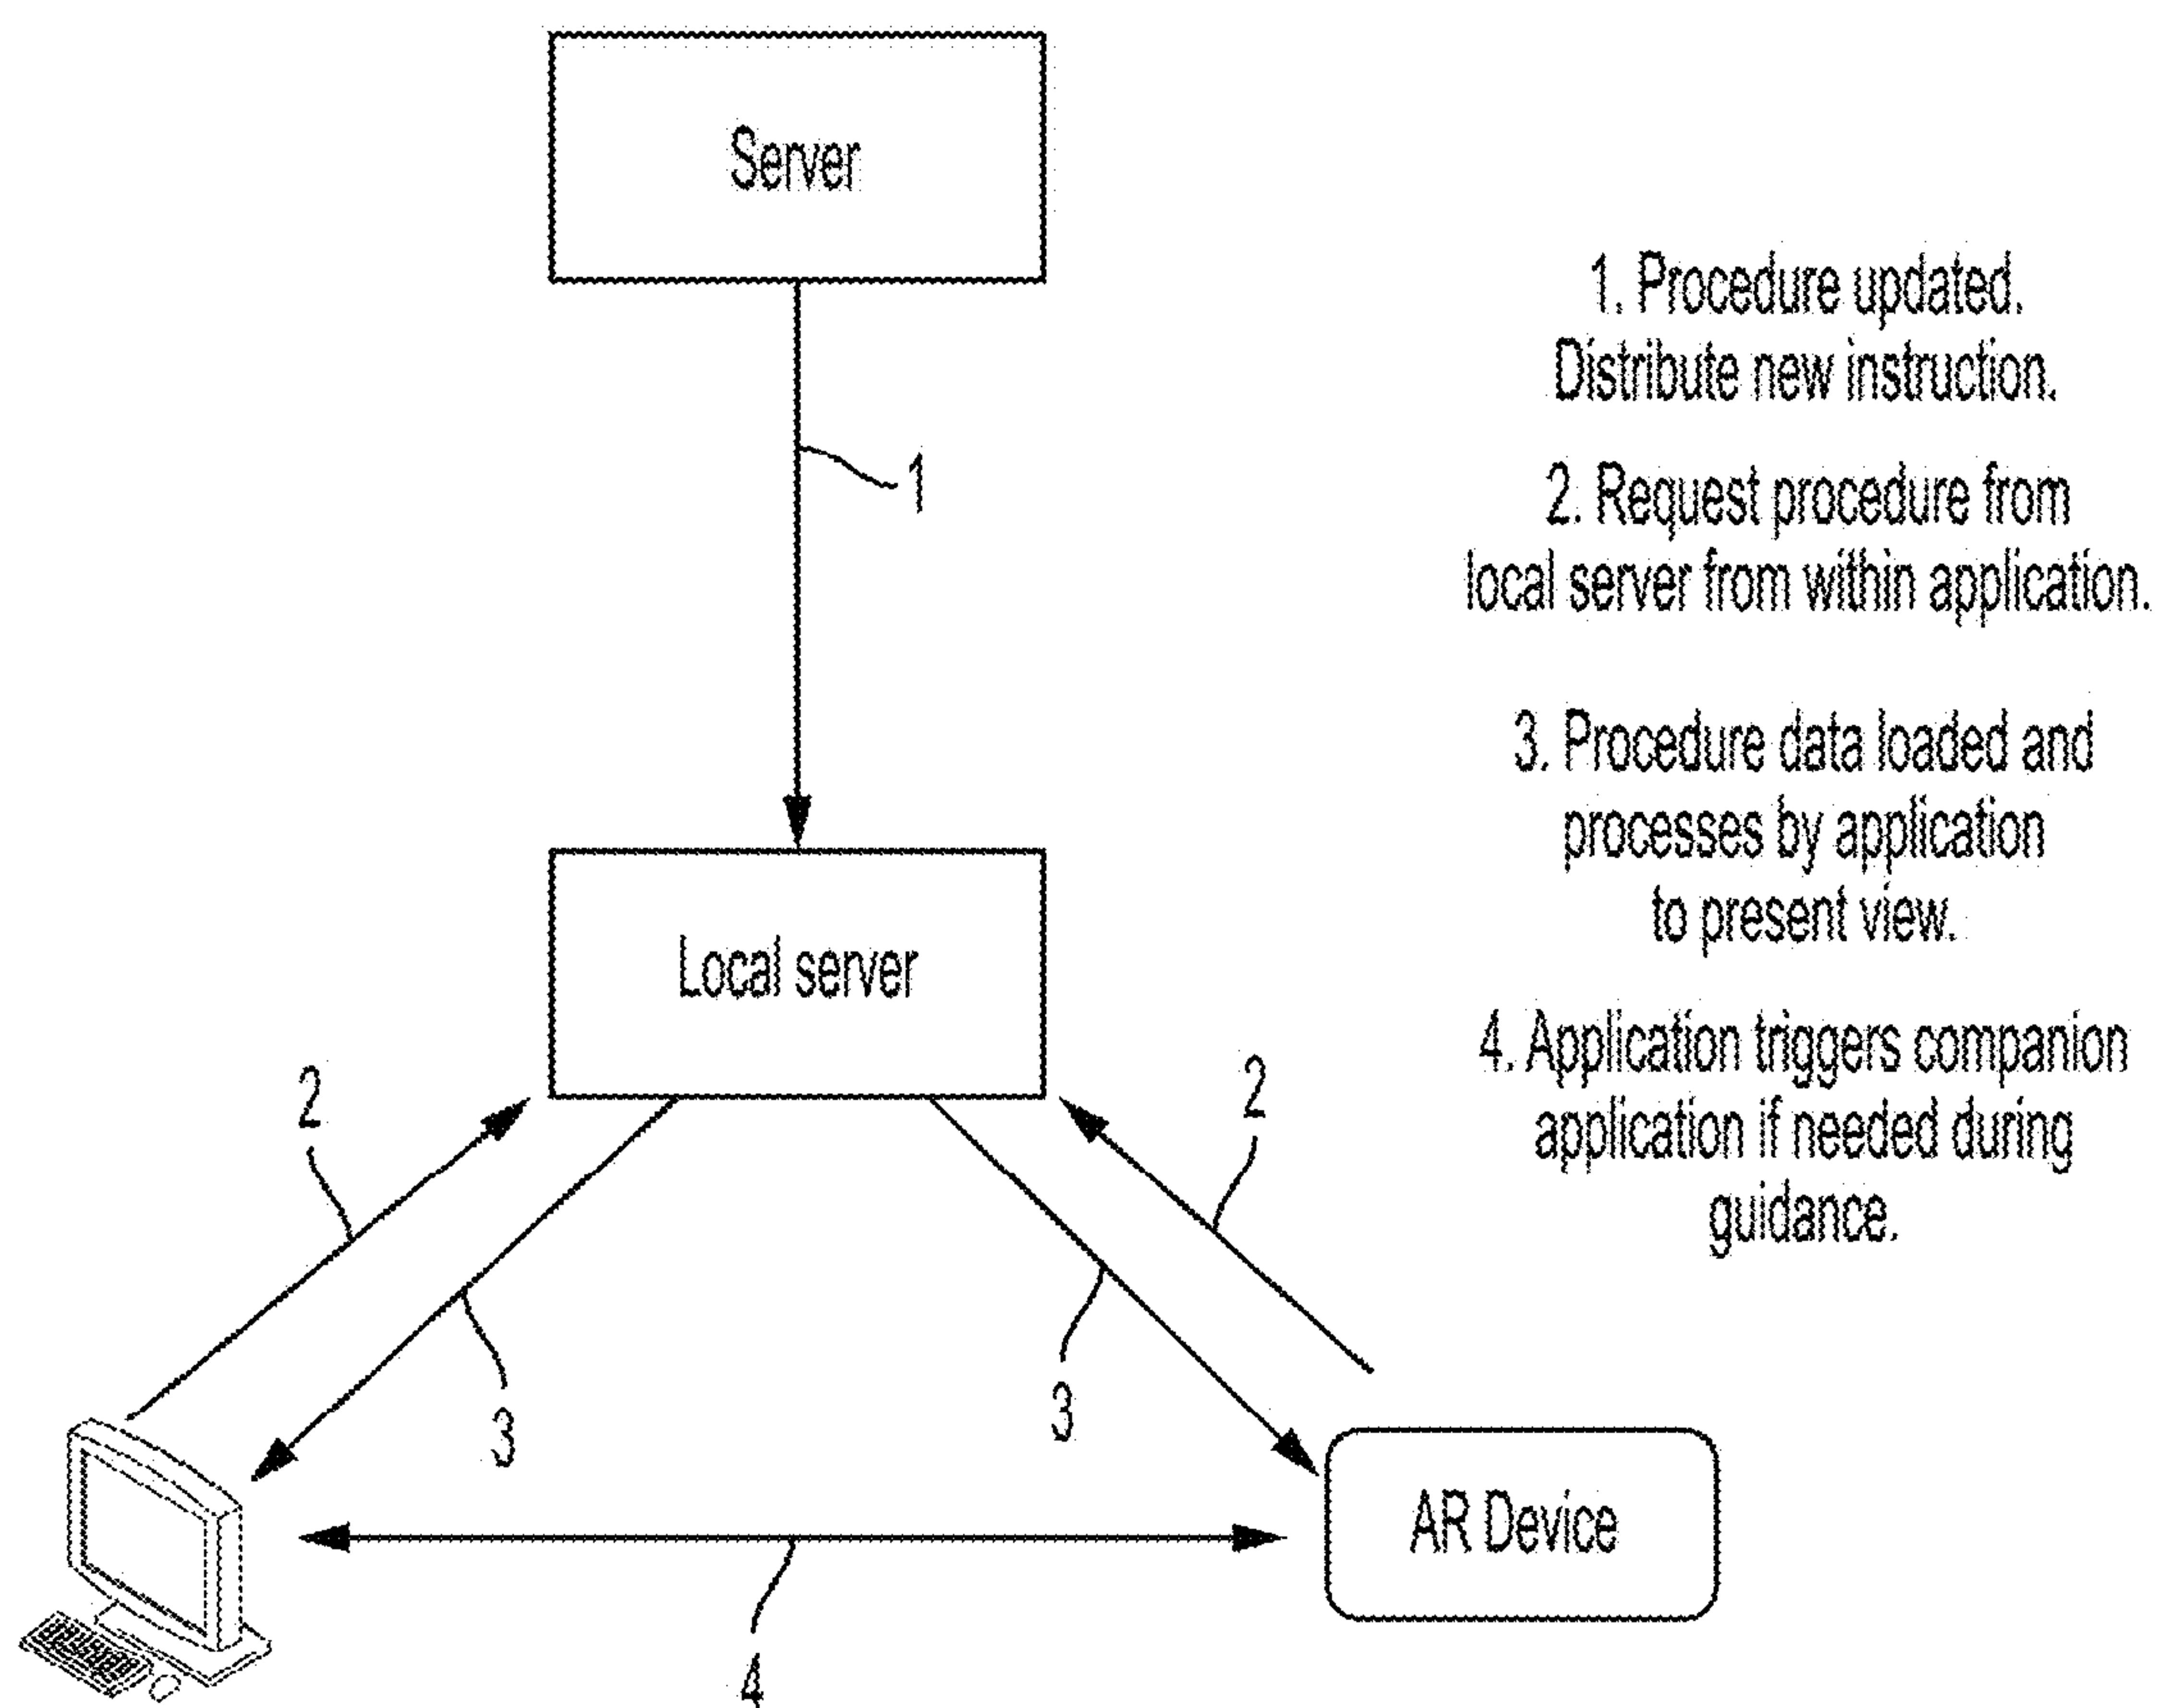 Server
1. Procedure updated.
Distribute new instruction.
1
2. Request procedure from
local server from within application.
3. Procedure data loaded and
processes by application
to present view.
Local server
4. Application triggers companion
application if needed during
guidance.
2
2
3
3
AR Device
4